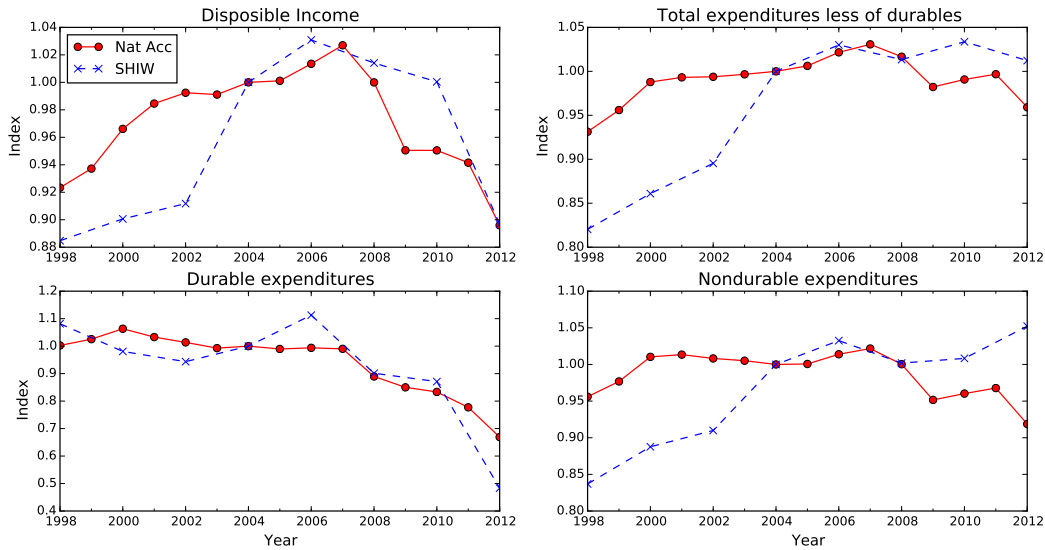 Disposible Income
Total expenditures less of durables
Nat Acc
SHIW
Index
1.04
1.02
1.00
0.98
0.96
0.94
0.92
0.90
0.88
1998 2000 2002 2004 2006 2008 2010 2012
Index
1.05
1.00
0.95
0.90
0.85
0.80
1998 2000 2002 2004 2006 2008 2010 2012
Durable expenditures
Nondurable expenditures
Index
1.2
1.1
1.0
0.9
0.8
0.7
0.6
0.5
0.4
1998 2000 2002 2004 2006 2008 2010 2012
Year
1.10
1.05
1.00
0.95
0.90
0.85
0.80
1998 2000 2002 2004 2006 2008 2010 2012
Year